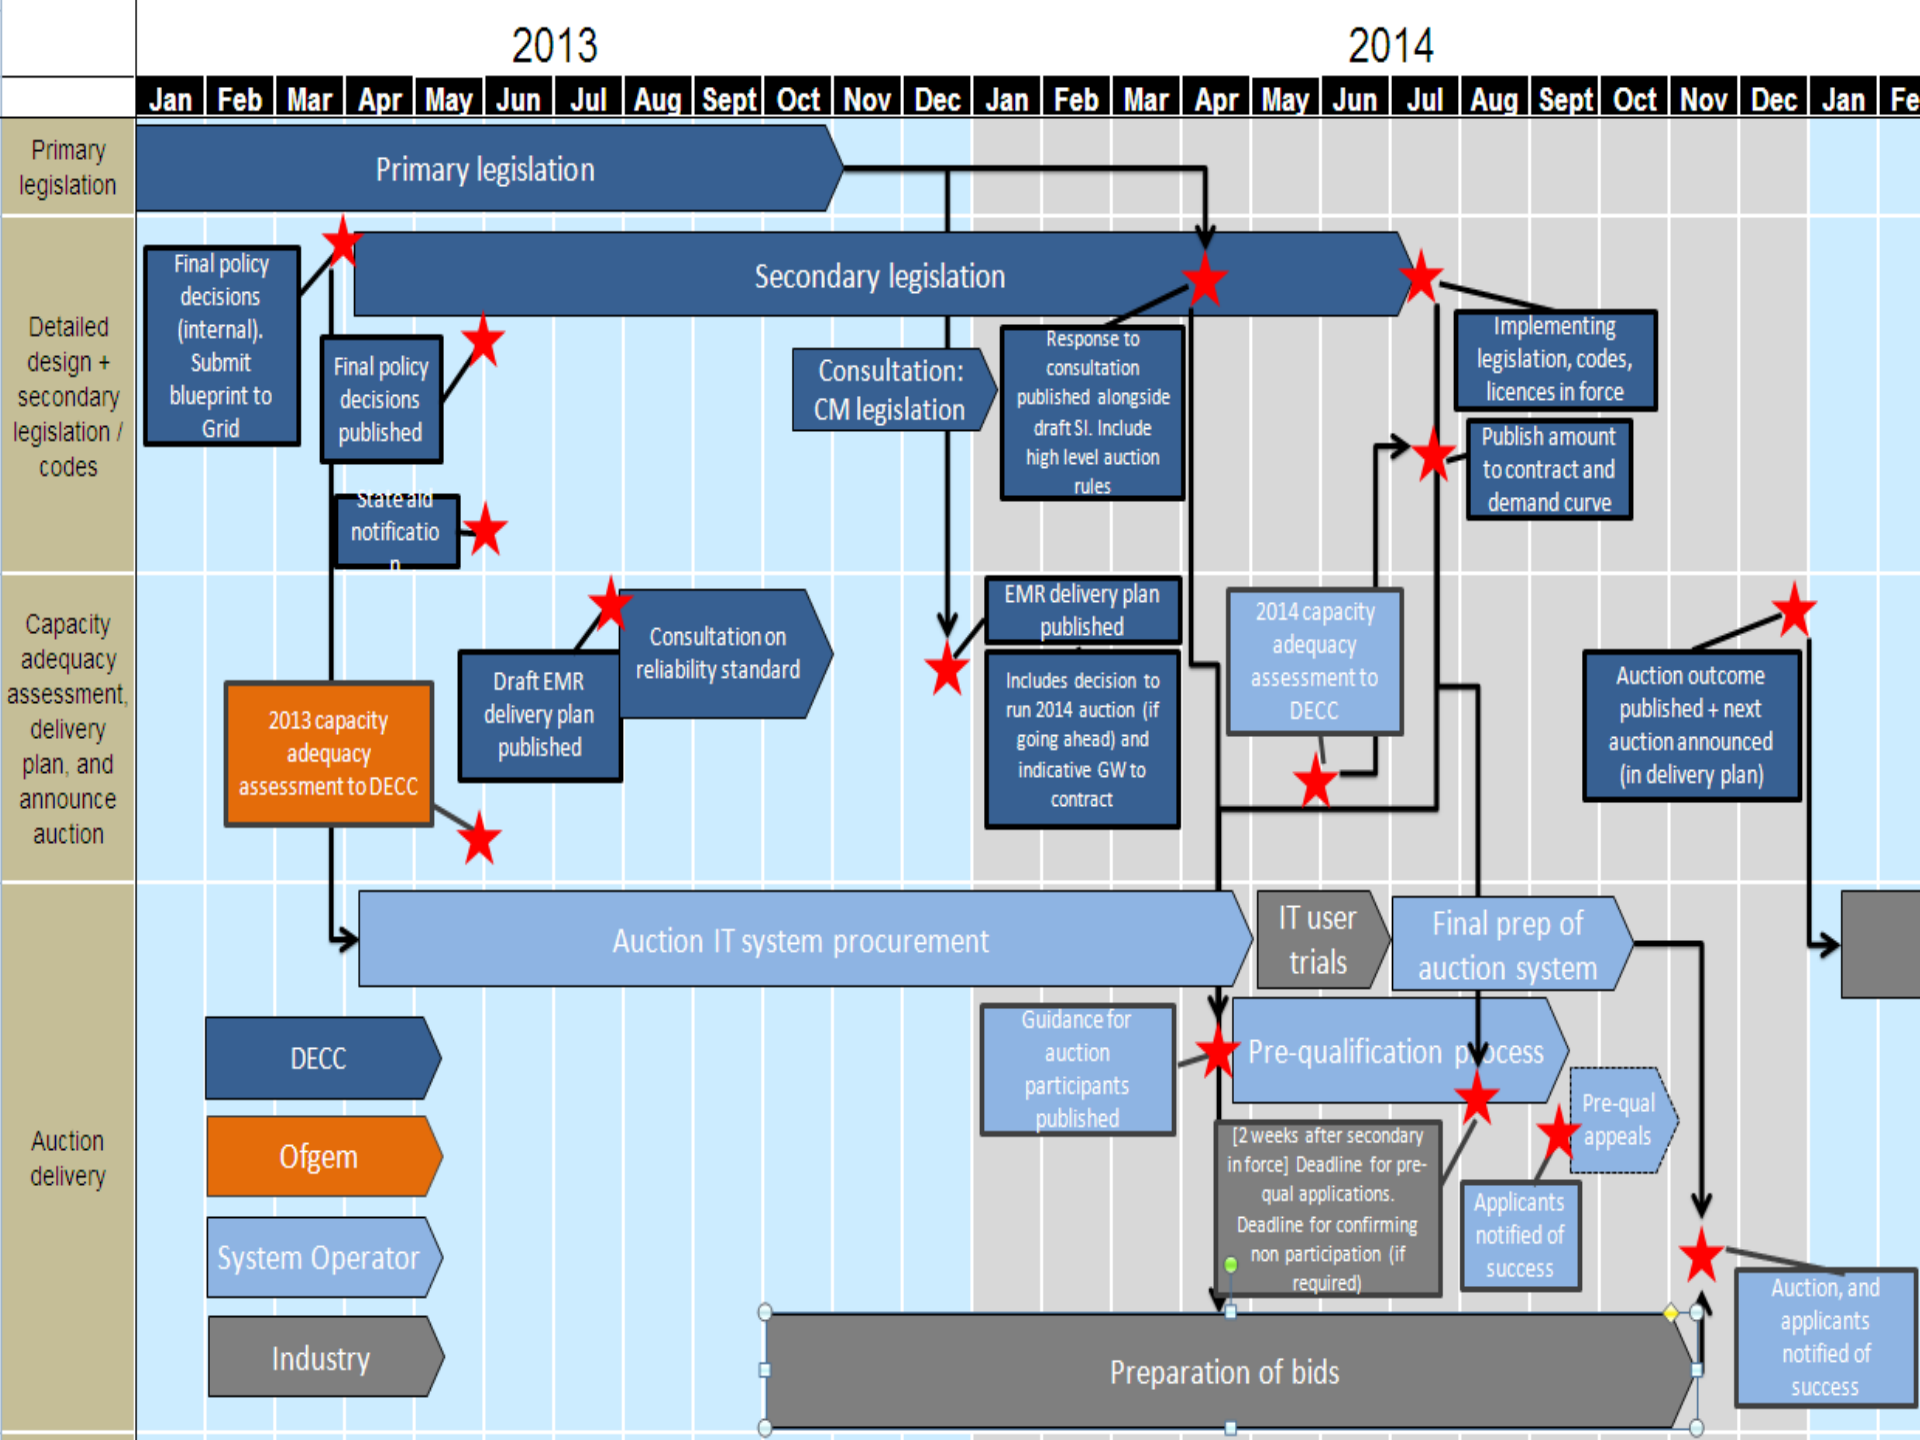 2013
2014
Jan Feb Mar Apr May Jun Jul Aug Sept Oct Nov Dec Jan Feb Mar Apr May Jun Jul Aug Sept Oct Nov Dec Jan Fe
Primary
legislation
Primary legislation
Detailed
design +
secondary
legislation /
codes
Secondary legislation
Final policy
decisions
(internal).
Submit
blueprint to
Grid
Final policy
decisions
published
State aid
notificatio
n
Consultation:
CM legislation
Response to
consultation
published alongside
draft SI. Include
high level auction
rules
Implementing
legislation, codes,
licences in force
Publish amount
to contract and
demand curve
Capacity
adequacy
assessment,
delivery
plan, and
announce
auction
2013 capacity
adequacy
assessment to DECC
Draft EMR
delivery plan
published
Consultation on
reliability standard
EMR delivery plan
published
Includes decision to
run 2014 auction (if
going ahead) and
indicative GW to
contract
2014 capacity
adequacy
assessment to
DECC
Auction outcome
published + next
auction announced
(in delivery plan)
Auction
delivery
Auction IT system procurement
IT user
trials
Final prep of
auction system
DECC
Ofgem
System Operator
Industry
Guidance for
auction
participants
published
Pre-qualification process
Pre-qual
appeals
[2 weeks after secondary
in force] Deadline for pre-
qual applications.
Deadline for confirming
non participation (if
required)
Applicants
notified of
success
Auction, and
applicants
notified of
success
Preparation of bids